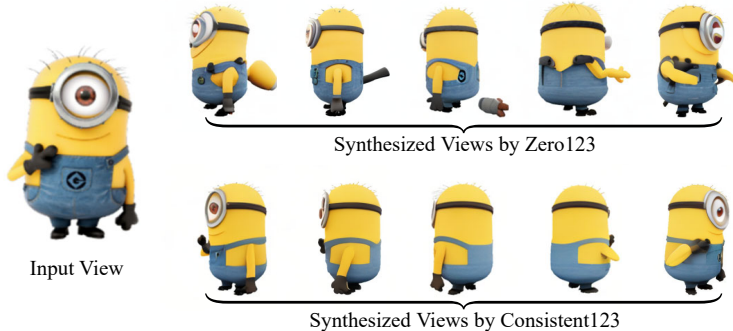 Synthesized Views by Zero123
Input View
Synthesized Views by Consistent123